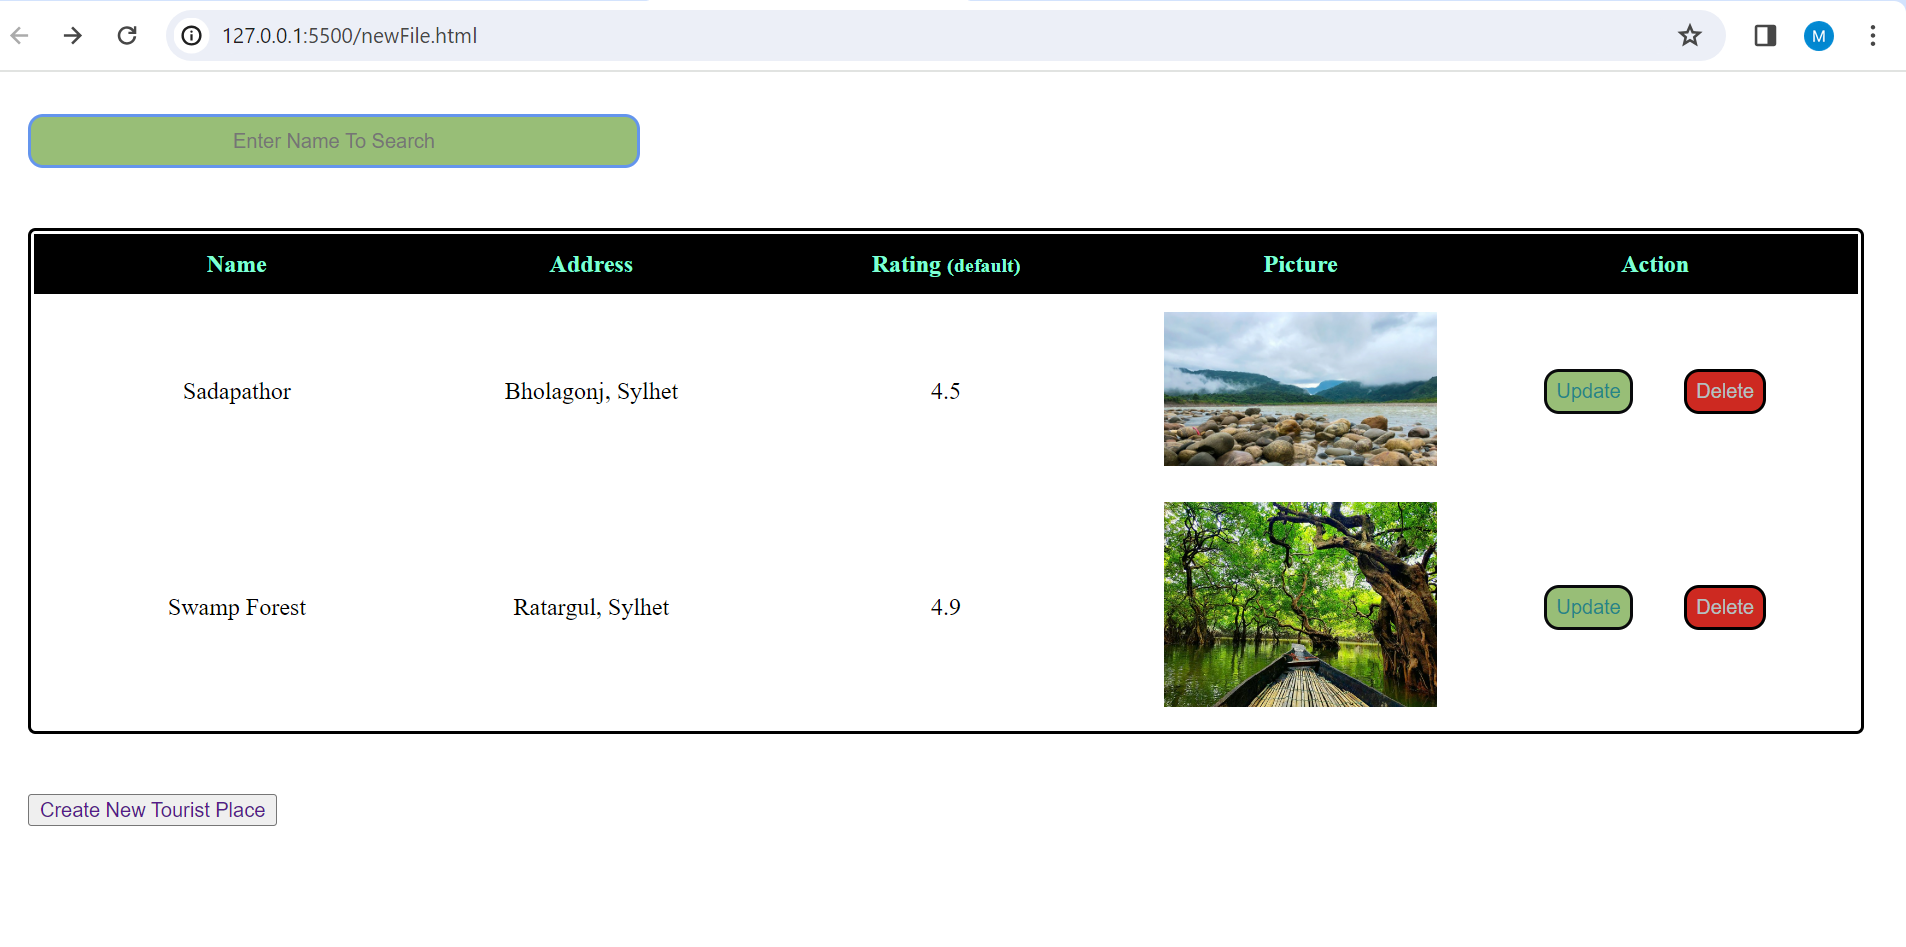 127.0.0.1:5500/newFile.html
M
Enter Name To Search
Name Address Rating (default) Picture Action
Sadapathor Bholagonj, Sylhet 4.5 Update Delete
Swamp Forest Ratargul, Sylhet 4.9 Update Delete
Create New Tourist Place